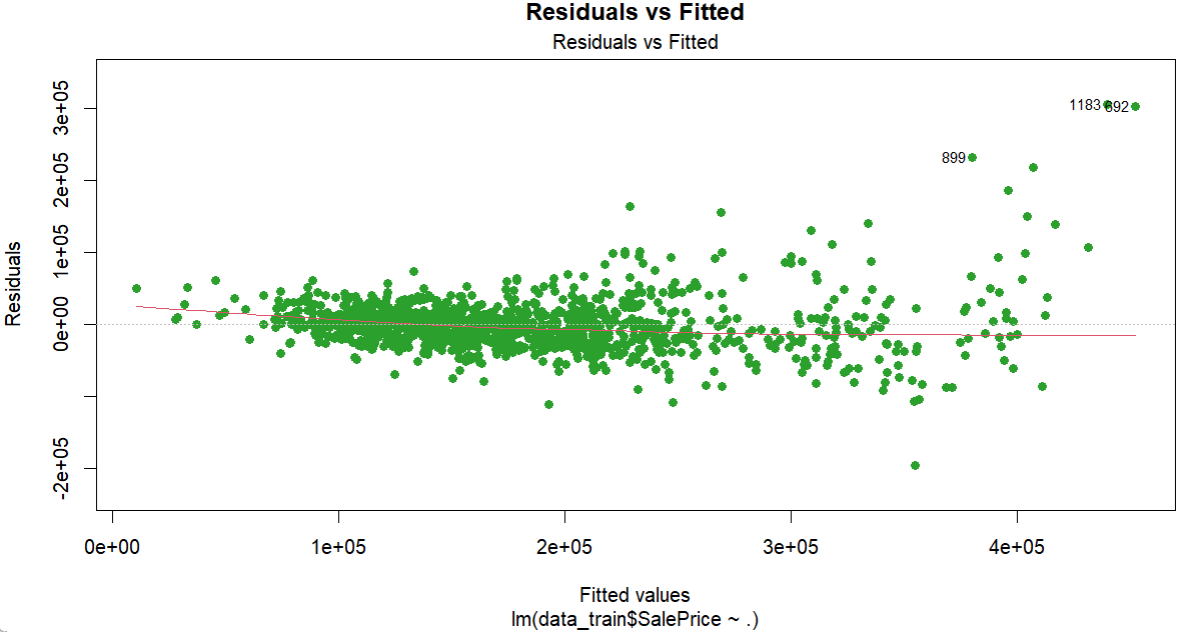 Residuals vs Fitted
Residuals vs Fitted
3e+05
2e+05
1e+05
0e+00
-2e+05
Residuals
1183
692
899
0e+00 1e+05 2e+05 3e+05 4e+05
Fitted values
lm(data_train$SalePrice ~ .)